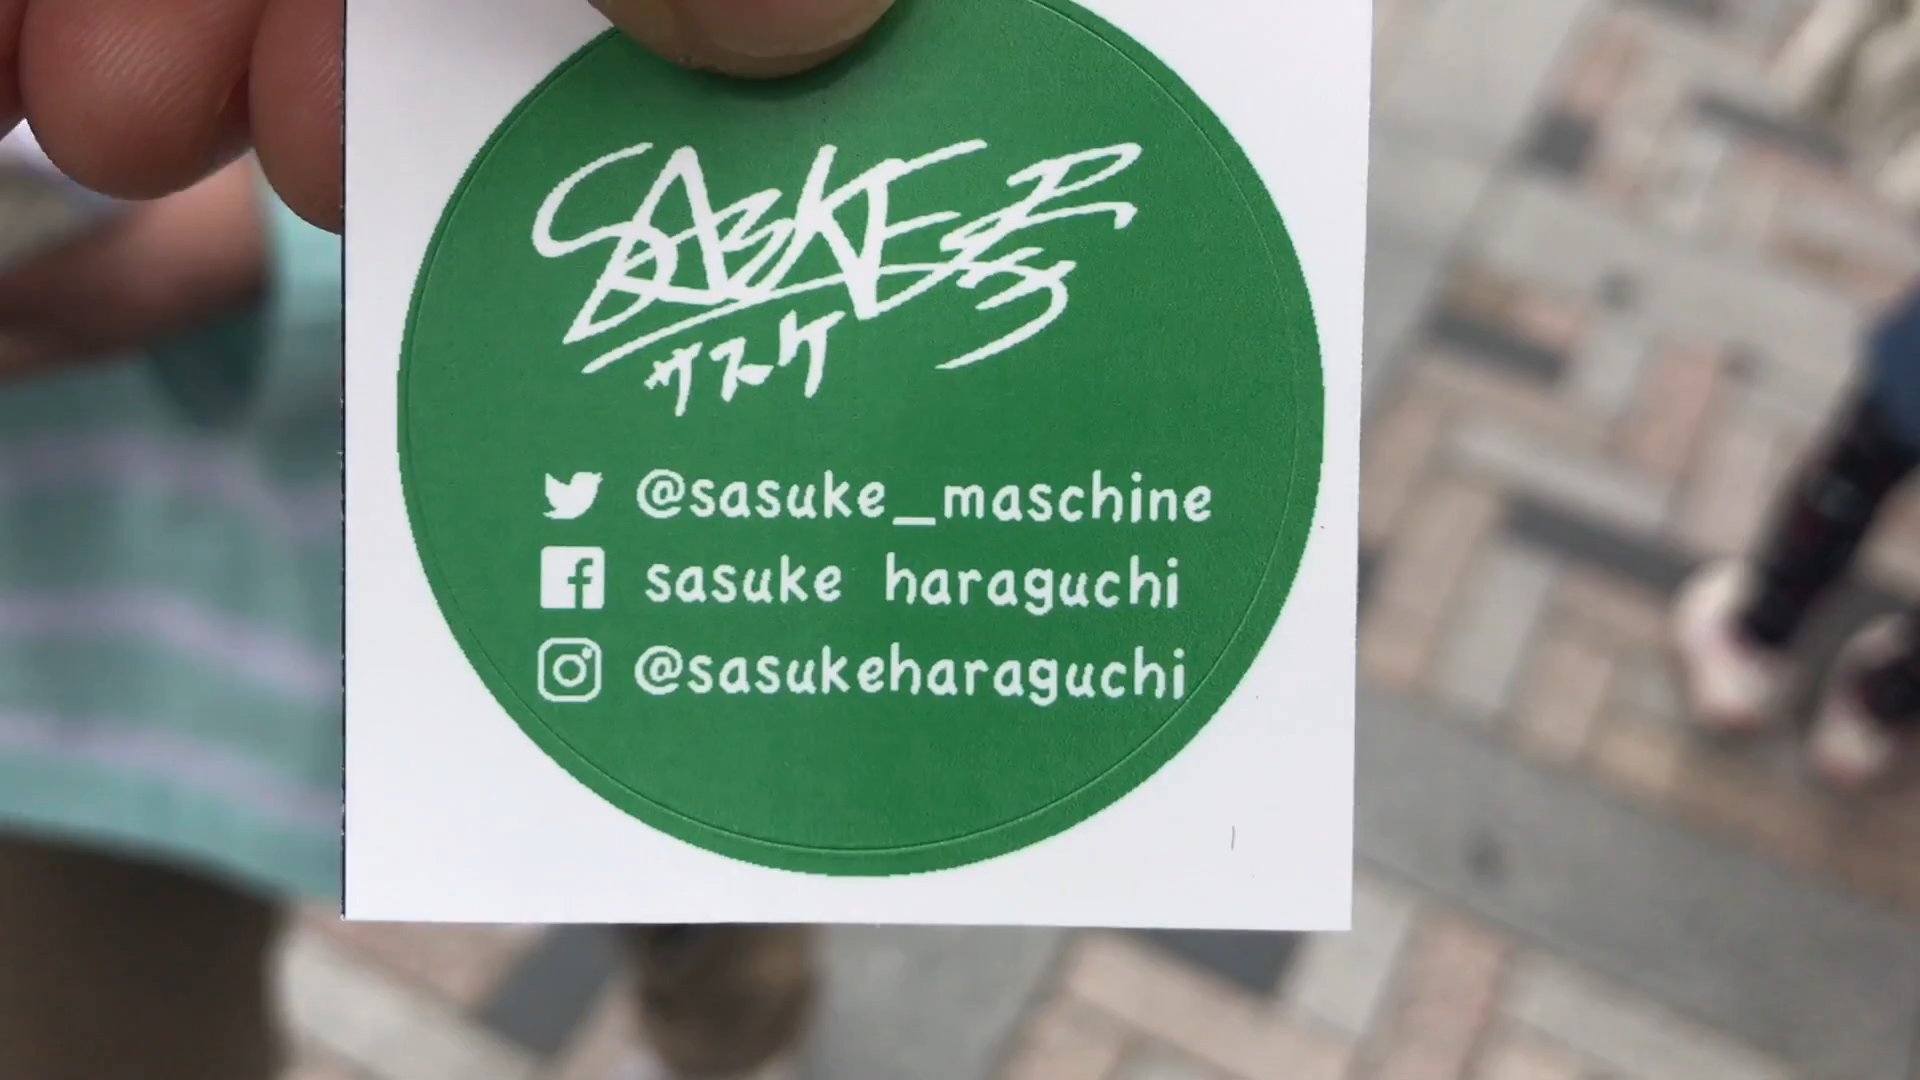 SASUKE
サスケ
@sasuke_maschine
sasuke haraguchi
@sasukeharaguchi